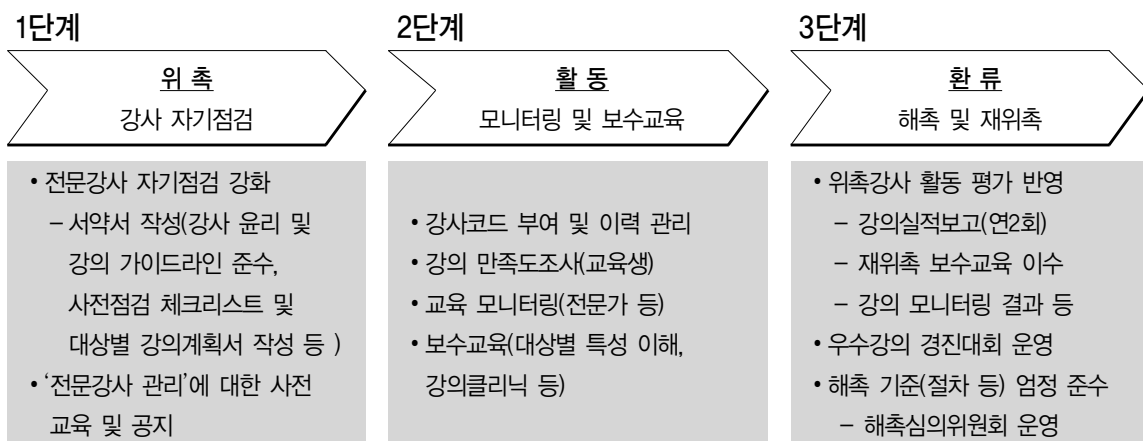 1단계
위 촉
강사 자기점검
• 전문강사 자기점검 강화
– 서약서 작성(강사 윤리 및
강의 가이드라인 준수,
사전점검 체크리스트 및
대상별 강의계획서 작성 등 )
• ‘전문강사 관리’에 대한 사전
교육 및 공지
2단계
활 동
모니터링 및 보수교육
• 강사코드 부여 및 이력 관리
• 강의 만족도조사(교육생)
• 교육 모니터링(전문가 등)
• 보수교육(대상별 특성 이해,
강의클리닉 등)
3단계
환 류
해촉 및 재위촉
• 위촉강사 활동 평가 반영
– 강의실적보고(연2회)
– 재위촉 보수교육 이수
– 강의 모니터링 결과 등
• 우수강의 경진대회 운영
• 해촉 기준(절차 등) 엄정 준수
– 해촉심의위원회 운영